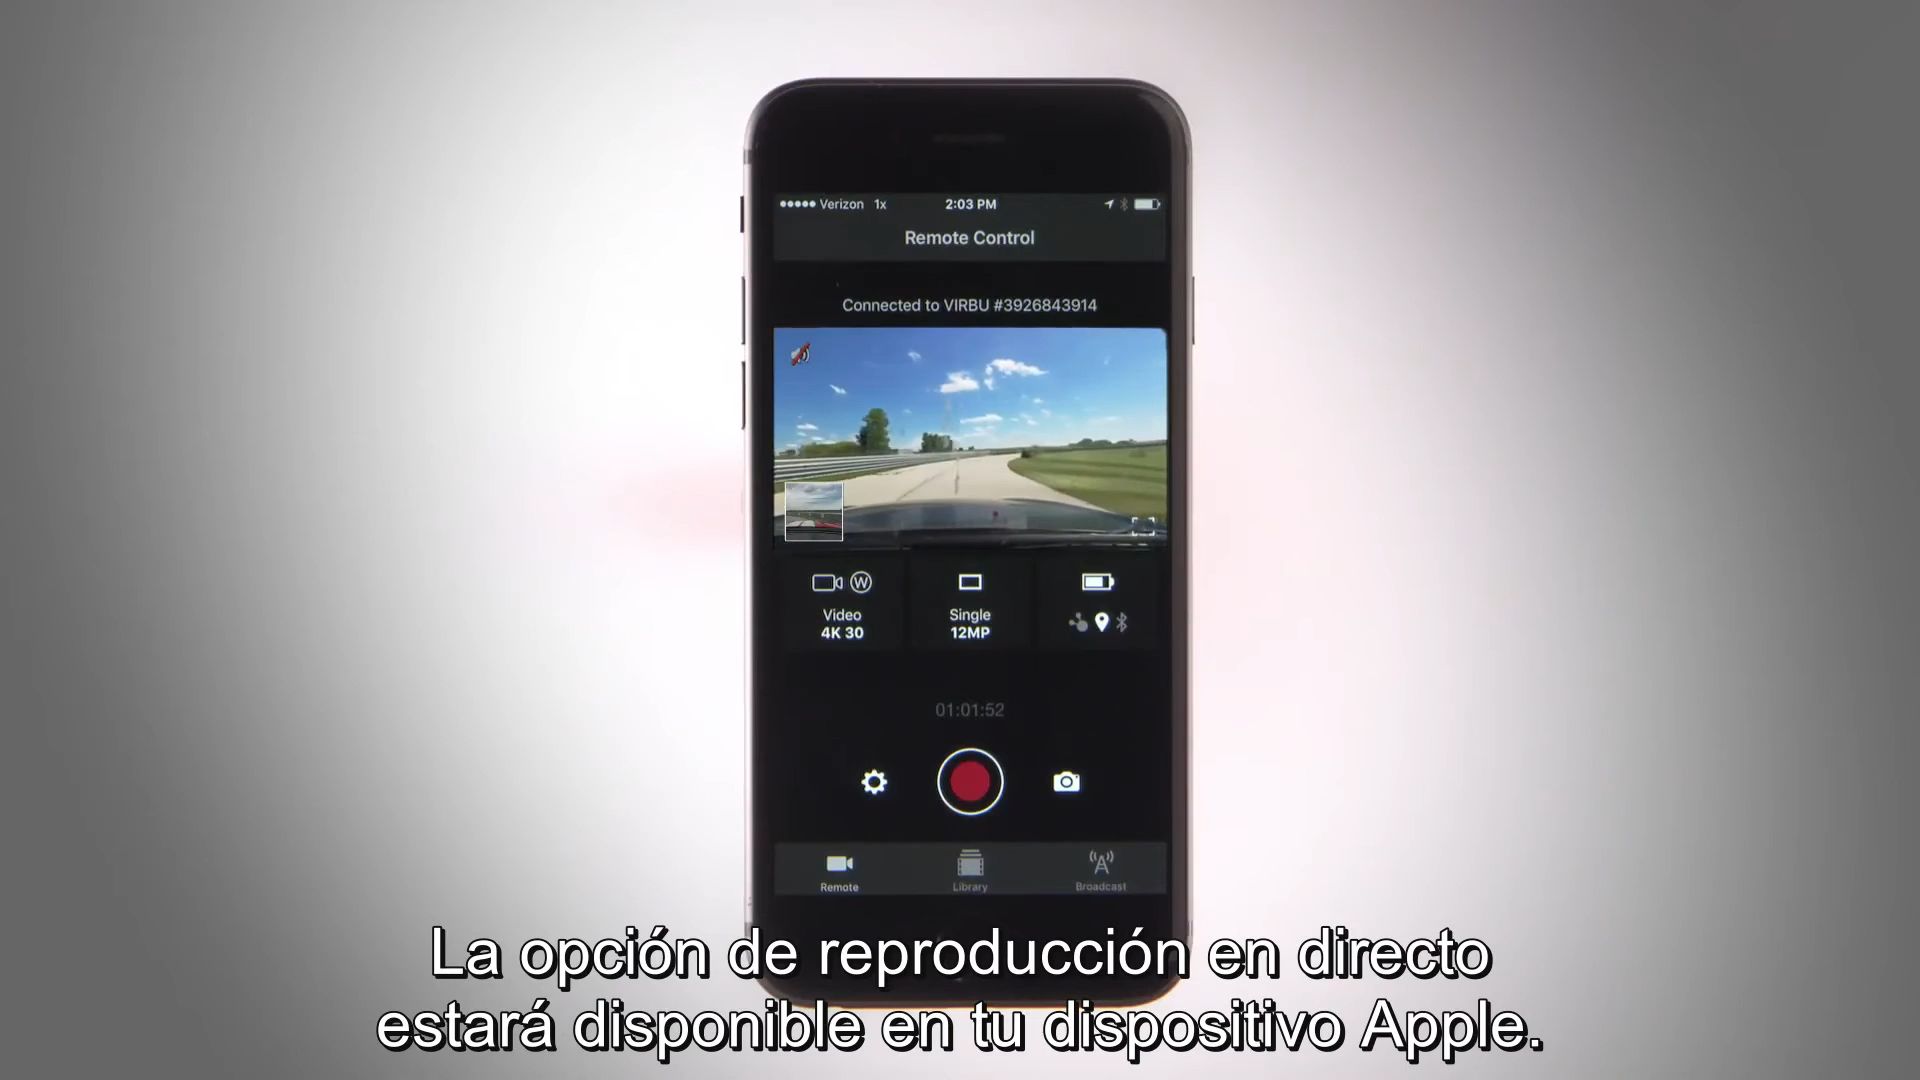 Verizon 1x 2:03 PM
Remote Control
Connected to VIRBU #3926843914
W
Video
4K 30
Single
12MP
01:01:52
Remote
Library
Broadcast
La opción de reproducción en directo
estará disponible en tu dispositivo Apple.